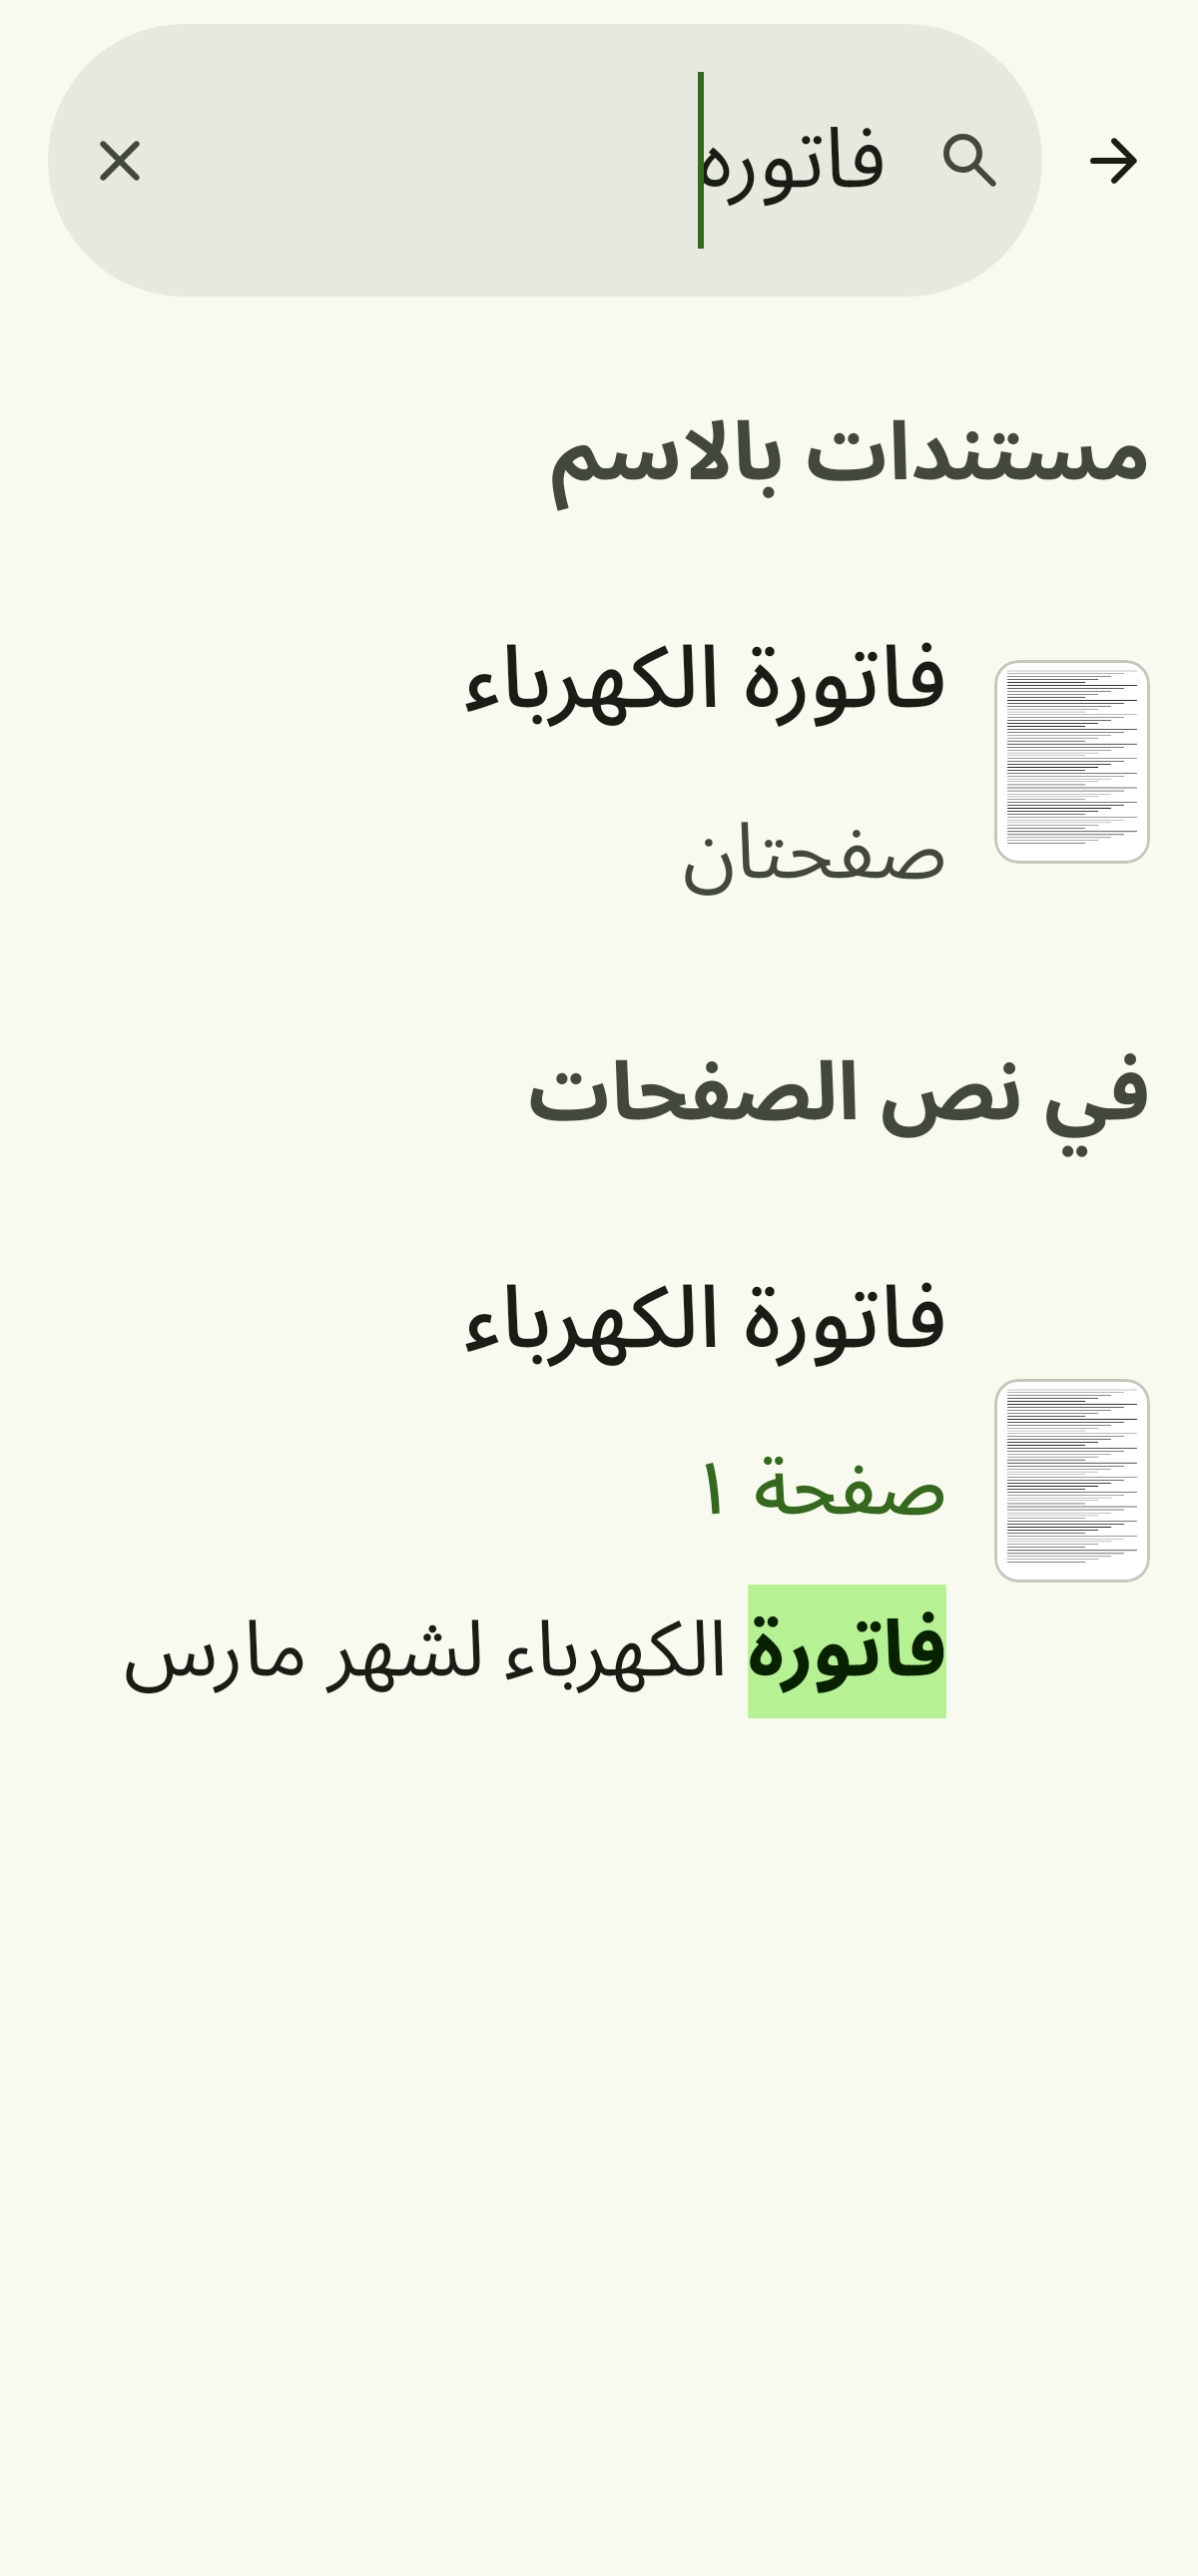 فاتوره
مستندات بالاسم
فاتورة الكهرباء
صفحتان
في نص الصفحات
فاتورة الكهرباء
صفحة ١
فاتورة الكهرباء لشهر مارس